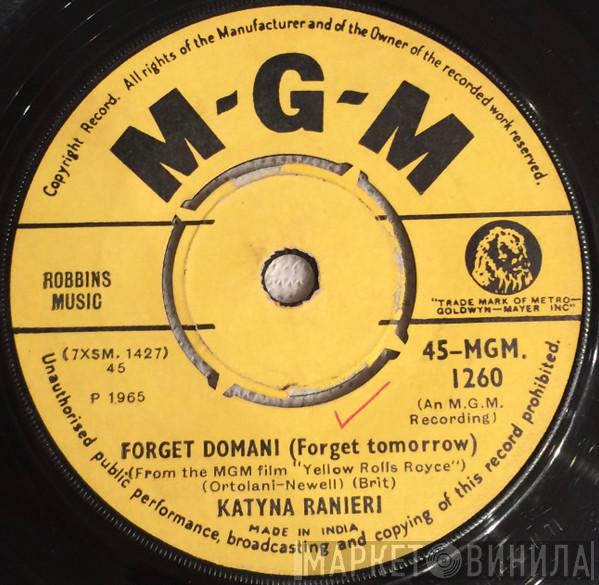 Copyright Record. All rights of the Manufacturer and of the Owner of the recorded work reserved.
M-G-M
ROBBINS
MUSIC
"TRADE MARK OF METRO-
GOLDWYN-MAYER INC"
(7XSM. 1427)
45
P 1965
45-MGM.
1260
(An M.G.M.
Recording)
FORGET DOMANI (Forget tomorrow)
(From the MGM film "Yellow Rolls Royce")
(Ortolani-Newell) (Brit)
KATYNA RANIERI
MADE IN INDIA
Unauthorised public performance, broadcasting and copying of this record prohibited.
МАРКЕТ ВИНИЛА